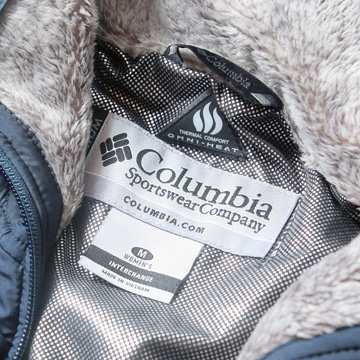 Columbia
THERMAL COMFORT
OMNI-HEAT
Columbia
Sportswear Company
COLUMBIA.COM
M
WOMEN'S
INTERCHANGE
MADE IN VIETNAM